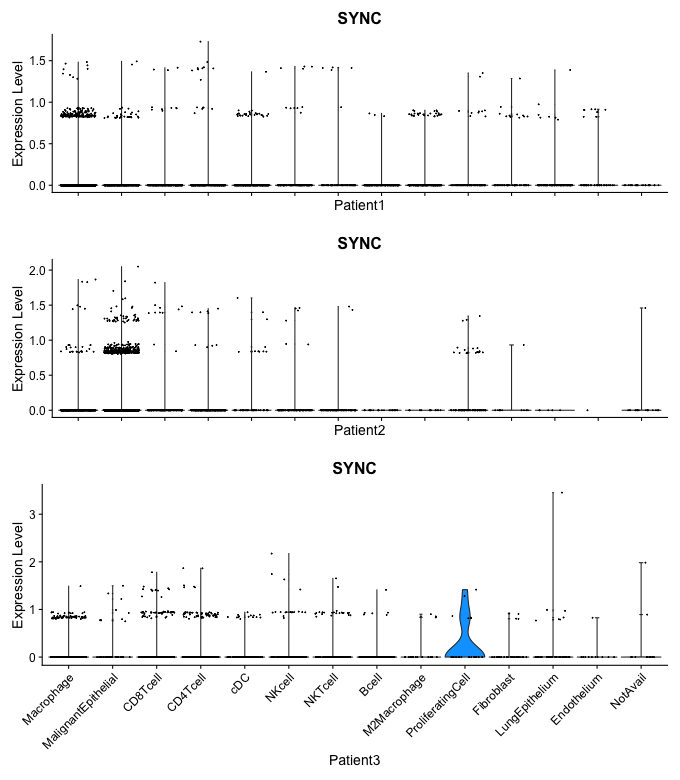 SYNC
Expression Level
1.5
1.0
0.5
0.0
Patient1
SYNC
Expression Level
2.0
1.5
1.0
0.5
0.0
Patient2
SYNC
Expression Level
3
2
1
0
Macrophage
MalignantEpithelial
CD8Tcell
CD4Tcell
cDC
NKcell
NKTcell
Bcell
M2Macrophage
ProliferatingCell
Fibroblast
LungEpithelium
Endothelium
NotAvail
Patient3